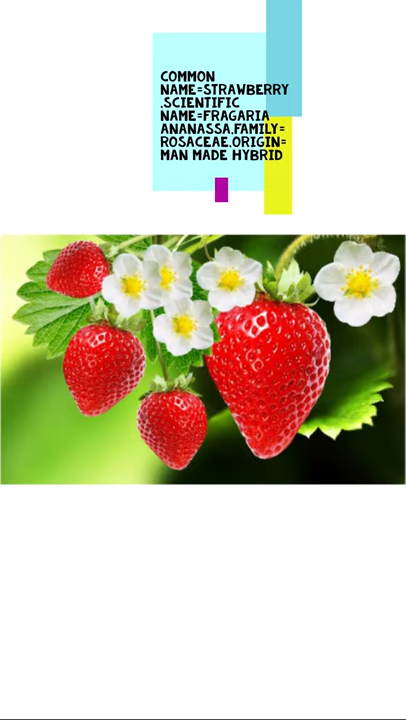 COMMON
NAME=STRAWBERRY
.SCIENTIFIC
NAME=FRAGARIA
ANANASSA.FAMILY=
ROSACEAE.ORIGIN=
MAN MADE HYBRID